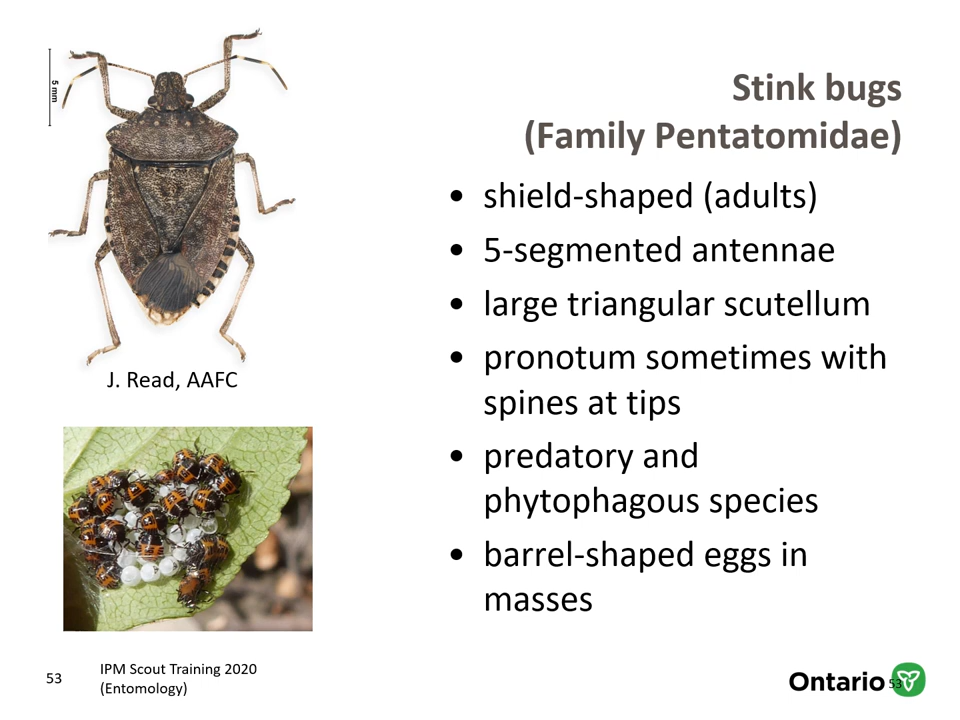 5 mm
J. Read, AAFC
Stink bugs
(Family Pentatomidae)
• shield-shaped (adults)
• 5-segmented antennae
• large triangular scutellum
• pronotum sometimes with
spines at tips
• predatory and
phytophagous species
• barrel-shaped eggs in
masses
53
IPM Scout Training 2020
(Entomology)
Ontario
53